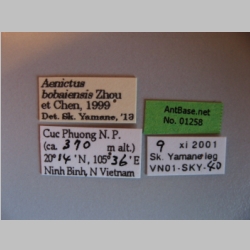 Aenictus
bobaiensis Zhou
et Chen, 1999
Det. Sk. Yamane, '13
AntBase.net
No. 01258
Cuc Phuong N. P.
(ca. 370 m alt.)
20° 14 'N, 105° 36 'E
Ninh Binh, N Vietnam
9 xi 2001
Sk. Yamane leg
VN01-SKY-40